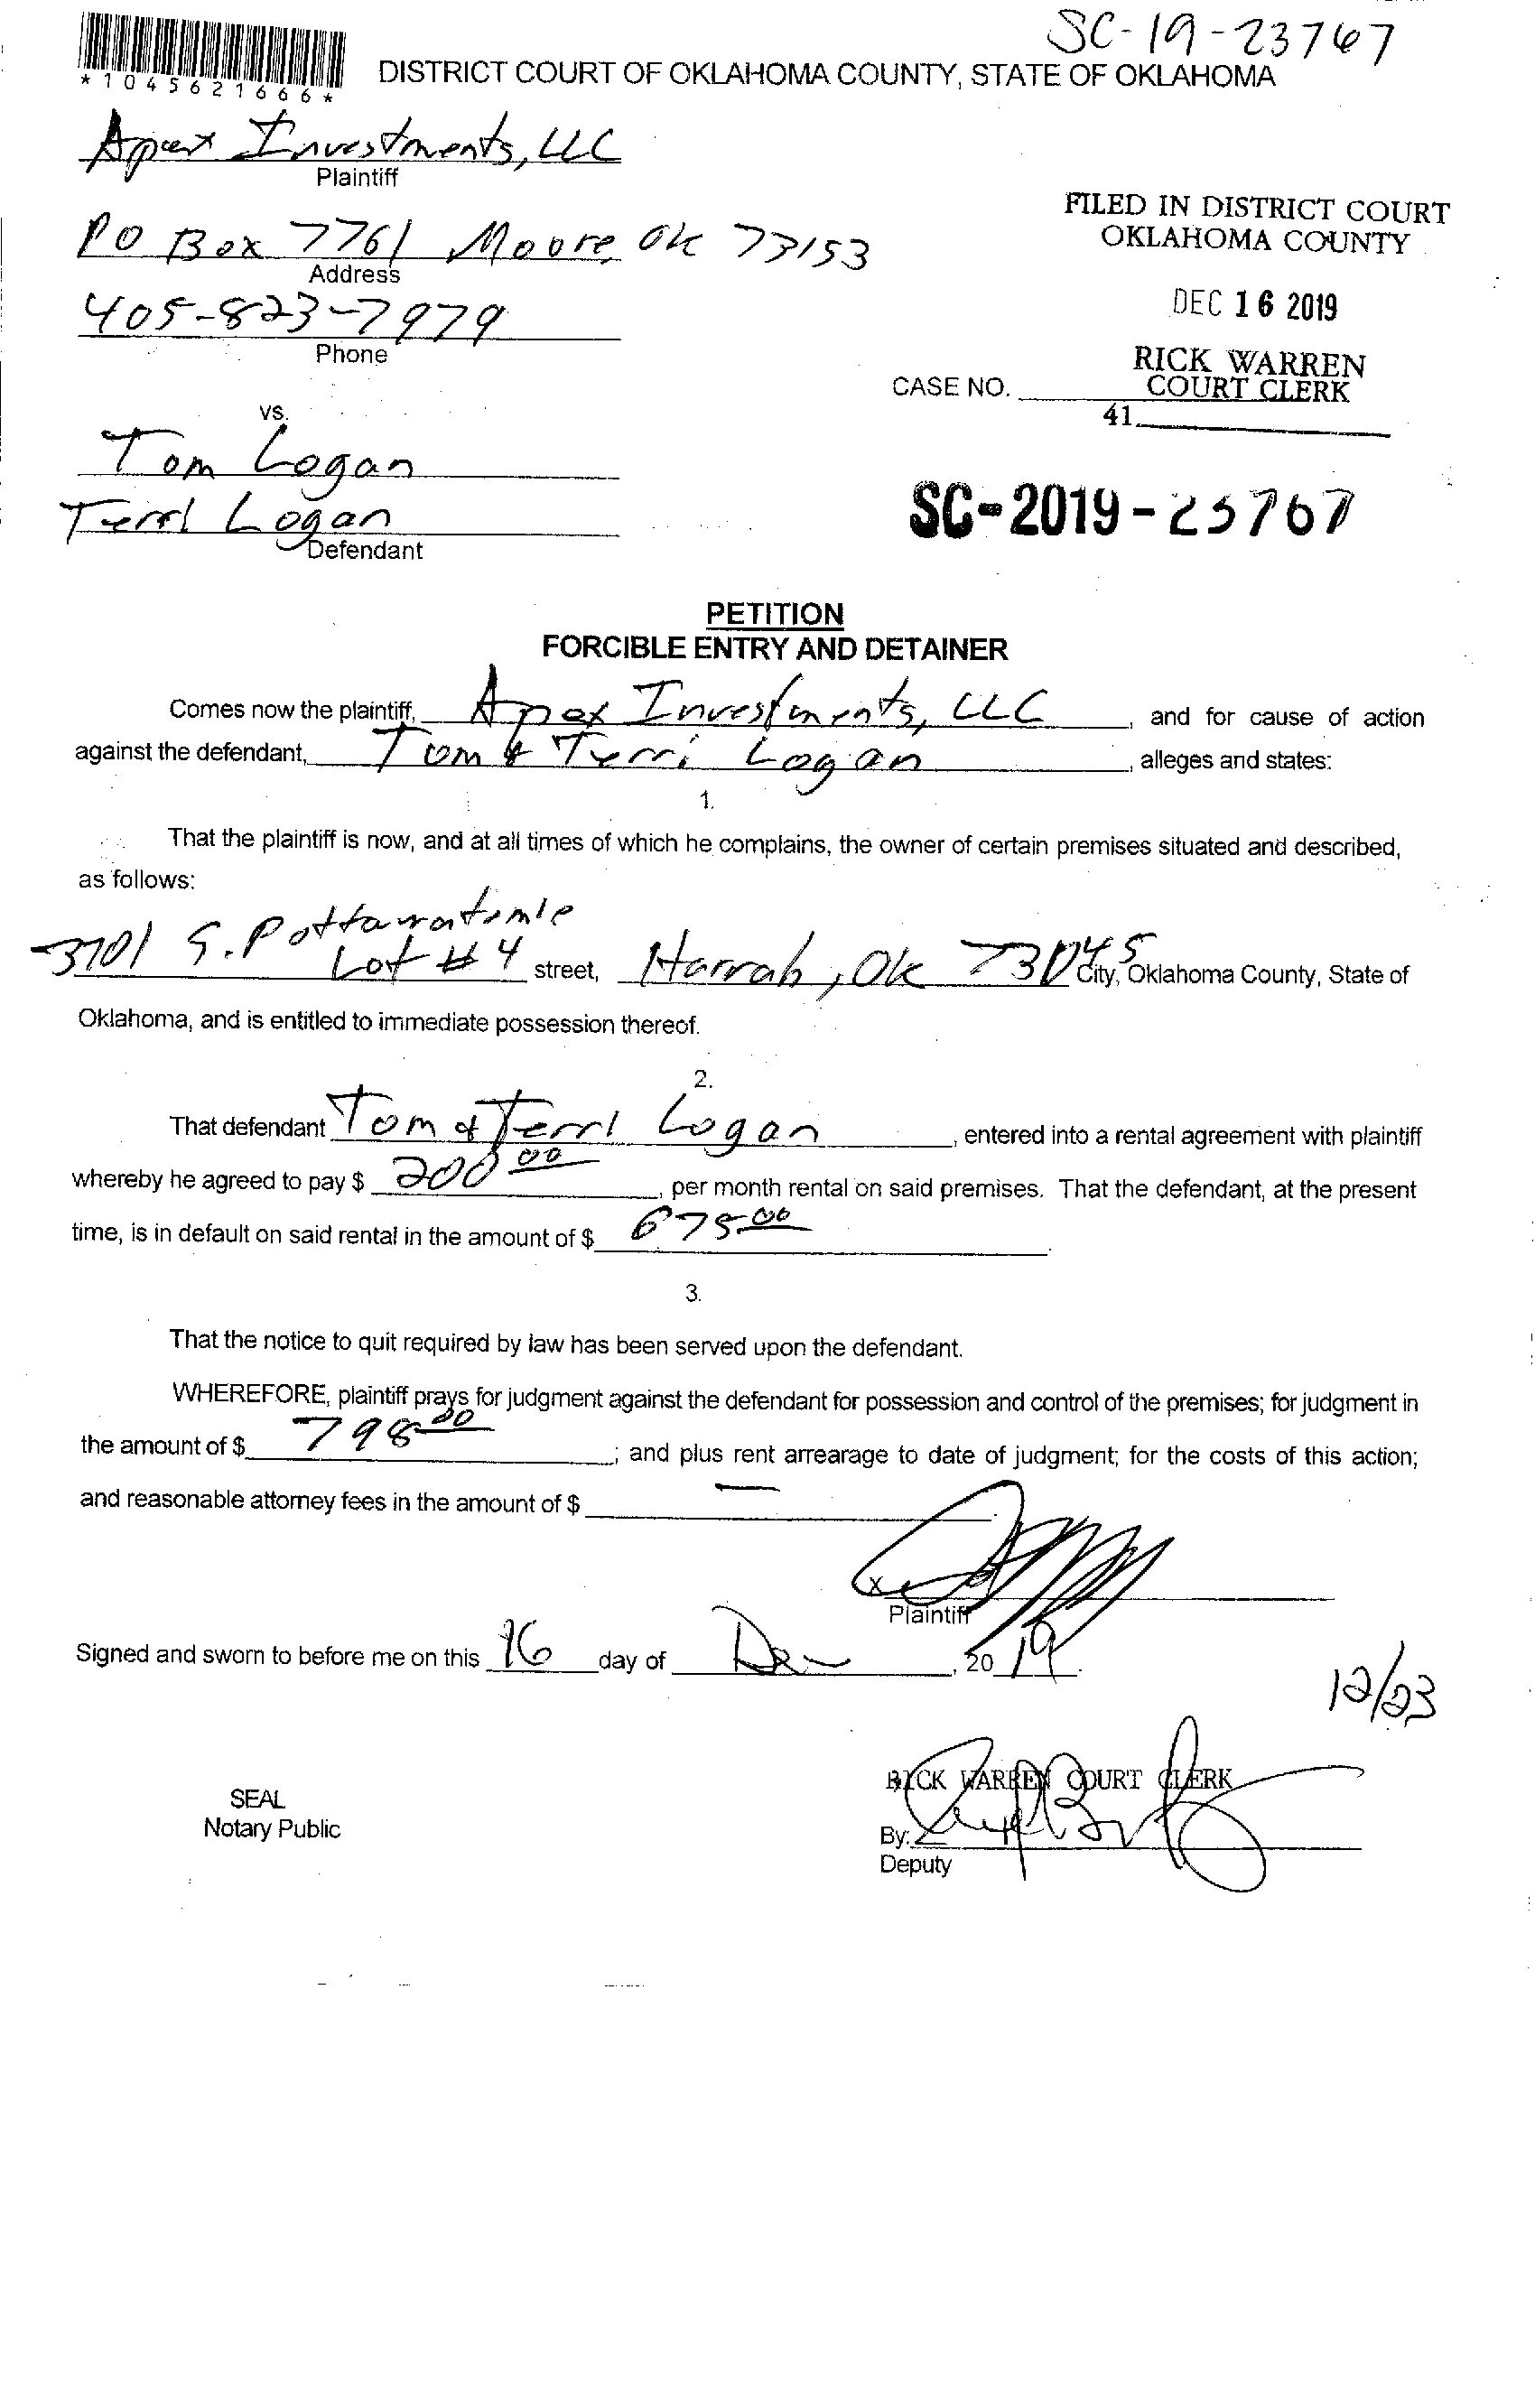 SC-19-23767
*1045621666*
DISTRICT COURT OF OKLAHOMA COUNTY, STATE OF OKLAHOMA
Apex Investments, LLC
Plaintiff
FILED IN DISTRICT COURT
OKLAHOMA COUNTY
PO Box 7761 Moore, Ok 73153
Address
DEC 16 2019
405-823-7979
Phone
RICK WARREN
CASE NO. COURT CLERK
41
vs.
Tom Logan
SC-2019-23767
Terri Logan
Defendant
PETITION
FORCIBLE ENTRY AND DETAINER
Comes now the plaintiff, Apex Investments, LLC, and for cause of action
against the defendant, Tom & Terri Logan, alleges and states:
1.
That the plaintiff is now, and at all times of which he complains, the owner of certain premises situated and described,
as follows:
3701 S. Pottawatomie
Lot #4 street, Harrah, Ok 73045 City, Oklahoma County, State of
Oklahoma, and is entitled to immediate possession thereof.
2.
That defendant Tom & Terri Logan, entered into a rental agreement with plaintiff
whereby he agreed to pay $ 200 00, per month rental on said premises. That the defendant, at the present
time, is in default on said rental in the amount of $ 675.00.
3.
That the notice to quit required by law has been served upon the defendant.
WHEREFORE, plaintiff prays for judgment against the defendant for possession and control of the premises; for judgment in
the amount of $ 798 00; and plus rent arrearage to date of judgment; for the costs of this action;
and reasonable attorney fees in the amount of $ —.
X
Plaintiff
Signed and sworn to before me on this 16 day of Dec, 2019.
12/23
RICK WARREN COURT CLERK
SEAL
Notary Public
By:
Deputy